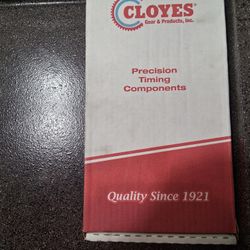 CLOYES®
Gear & Products, Inc.
Precision
Timing
Components
Quality Since 1921